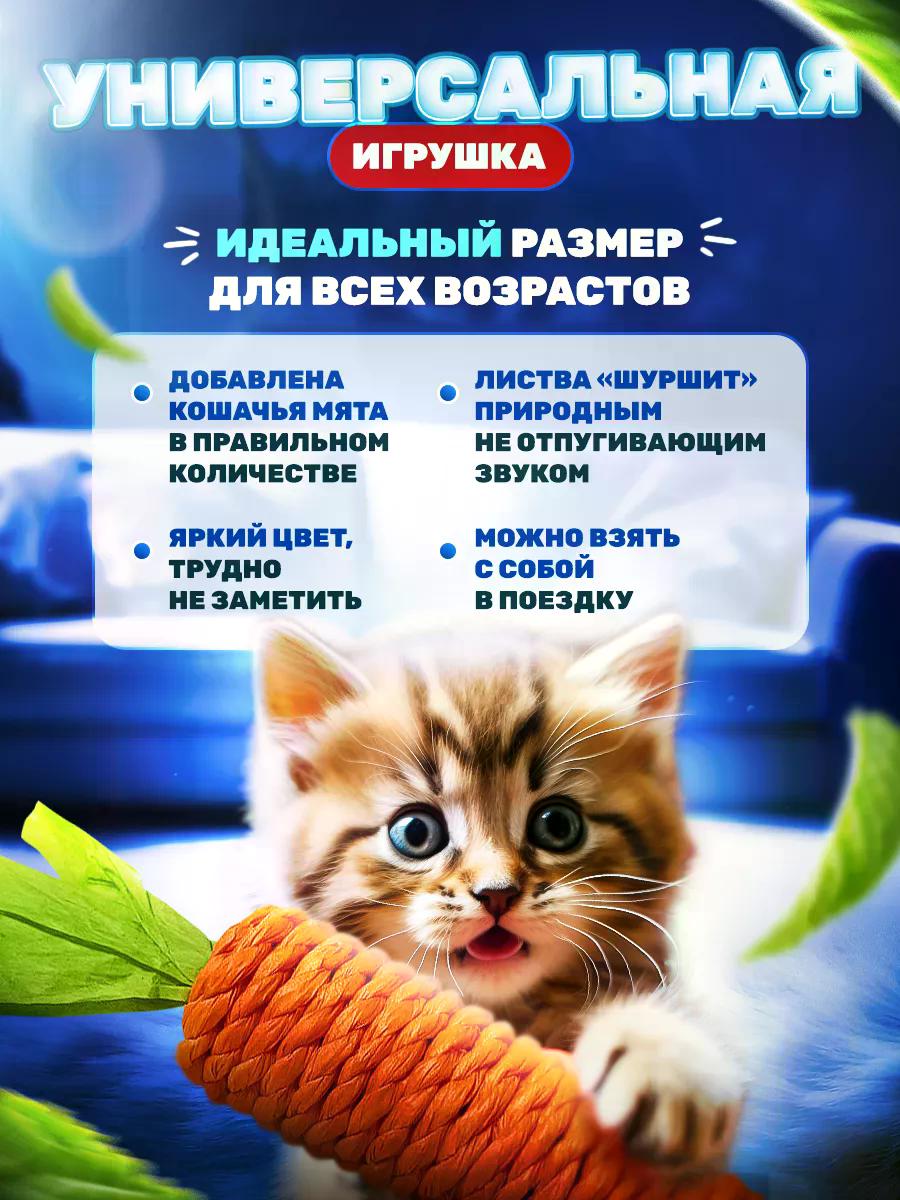 УНИВЕРСАЛЬНАЯ
ИГРУШКА
ИДЕАЛЬНЫЙ РАЗМЕР
ДЛЯ ВСЕХ ВОЗРАСТОВ
ДОБАВЛЕНА
КОШАЧЬЯ МЯТА
В ПРАВИЛЬНОМ
КОЛИЧЕСТВЕ
ЛИСТВА «ШУРШИТ»
ПРИРОДНЫМ
НЕ ОТПУГИВАЮЩИМ
ЗВУКОМ
ЯРКИЙ ЦВЕТ,
ТРУДНО
НЕ ЗАМЕТИТЬ
МОЖНО ВЗЯТЬ
С СОБОЙ
В ПОЕЗДКУ